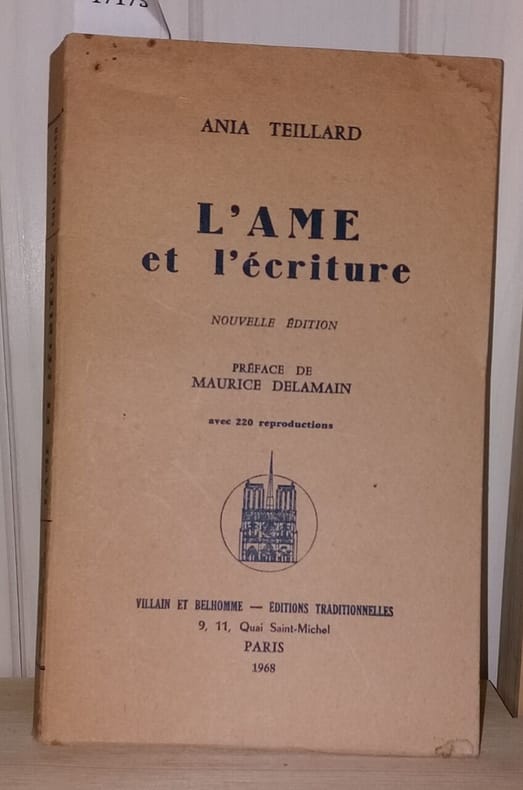 ANIA TEILLARD
L'AME
et l'écriture
NOUVELLE ÉDITION
PRÉFACE DE
MAURICE DELAMAIN
avec 220 reproductions
VILLAIN ET BELHOMME — EDITIONS TRADITIONNELLES
9, 11, Quai Saint-Michel
PARIS
1968